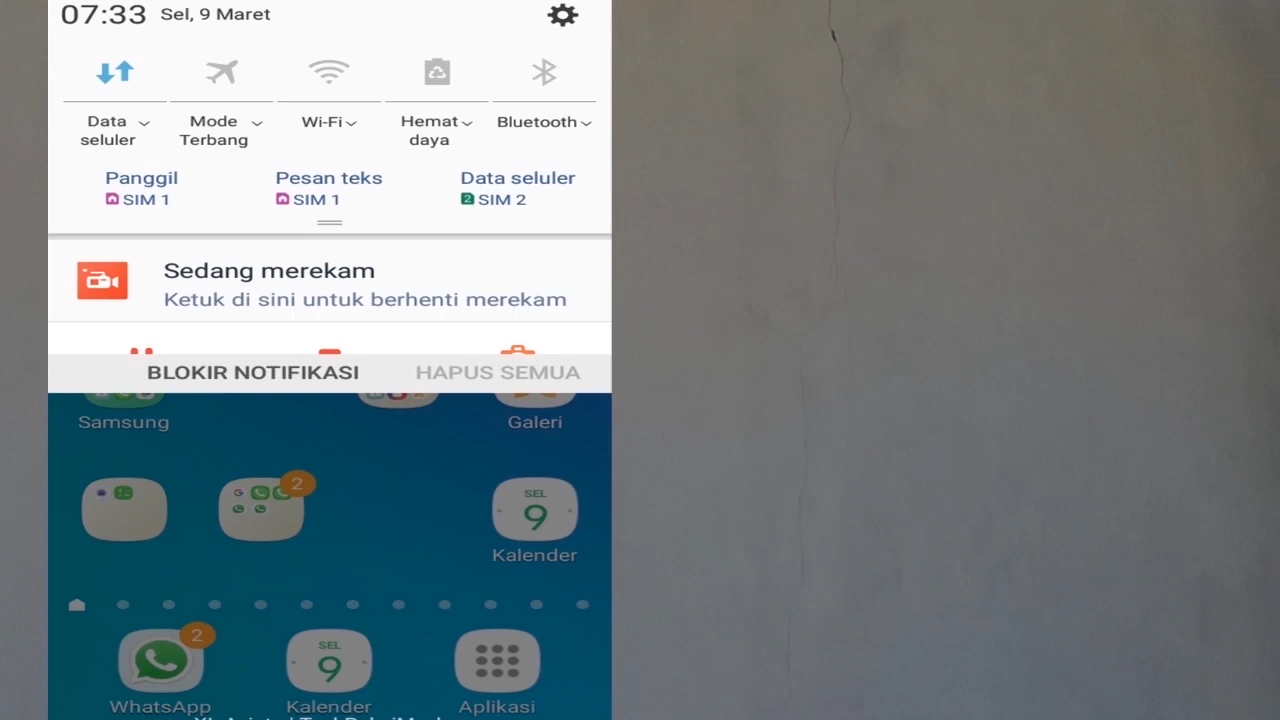 07:33 Sel, 9 Maret
Data seluler
Mode Terbang
Wi-Fi
Hemat daya
Bluetooth
Panggil
SIM 1
Pesan teks
SIM 1
Data seluler
2 SIM 2
Sedang merekam
Ketuk di sini untuk berhenti merekam
BLOKIR NOTIFIKASI HAPUS SEMUA
Samsung
Galeri
2
SEL
9
Kalender
2
WhatsApp
SEL
9
Kalender
Aplikasi